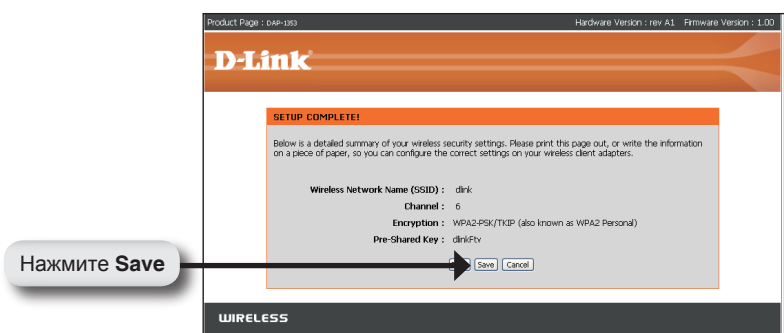 Product Page : DAP-1353 Hardware Version : rev A1 Firmware Version : 1.00
D-Link
SETUP COMPLETE!
Below is a detailed summary of your wireless security settings. Please print this page out, or write the information
on a piece of paper, so you can configure the correct settings on your wireless client adapters.
Wireless Network Name (SSID) : dlink
Channel : 6
Encryption : WPA2-PSK/TKIP (also known as WPA2 Personal)
Pre-Shared Key : dlinkFtv
Нажмите Save
Save Cancel
WIRELESS